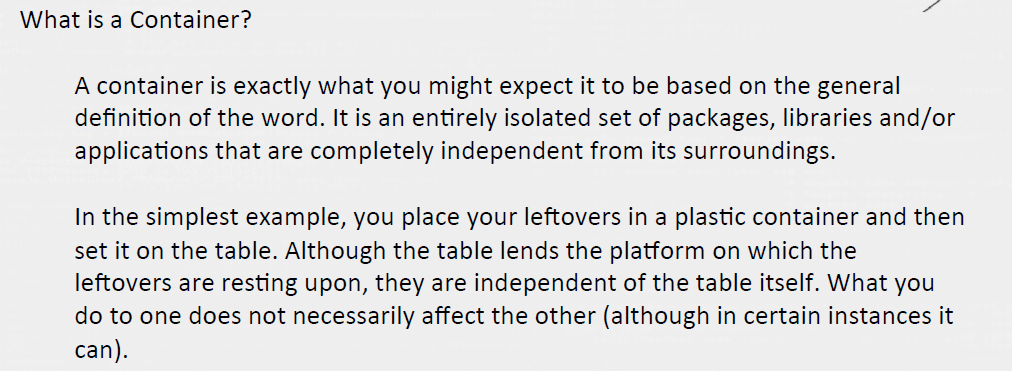 What is a Container?
A container is exactly what you might expect it to be based on the general
definition of the word. It is an entirely isolated set of packages, libraries and/or
applications that are completely independent from its surroundings.
In the simplest example, you place your leftovers in a plastic container and then
set it on the table. Although the table lends the platform on which the
leftovers are resting upon, they are independent of the table itself. What you
do to one does not necessarily affect the other (although in certain instances it
can).